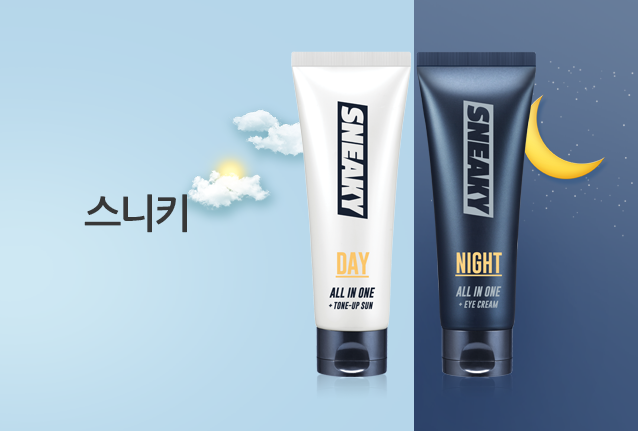 스니키
SNEAKY
DAY
ALL IN ONE
+ TONE-UP SUN
SNEAKY
NIGHT
ALL IN ONE
+ EYE CREAM